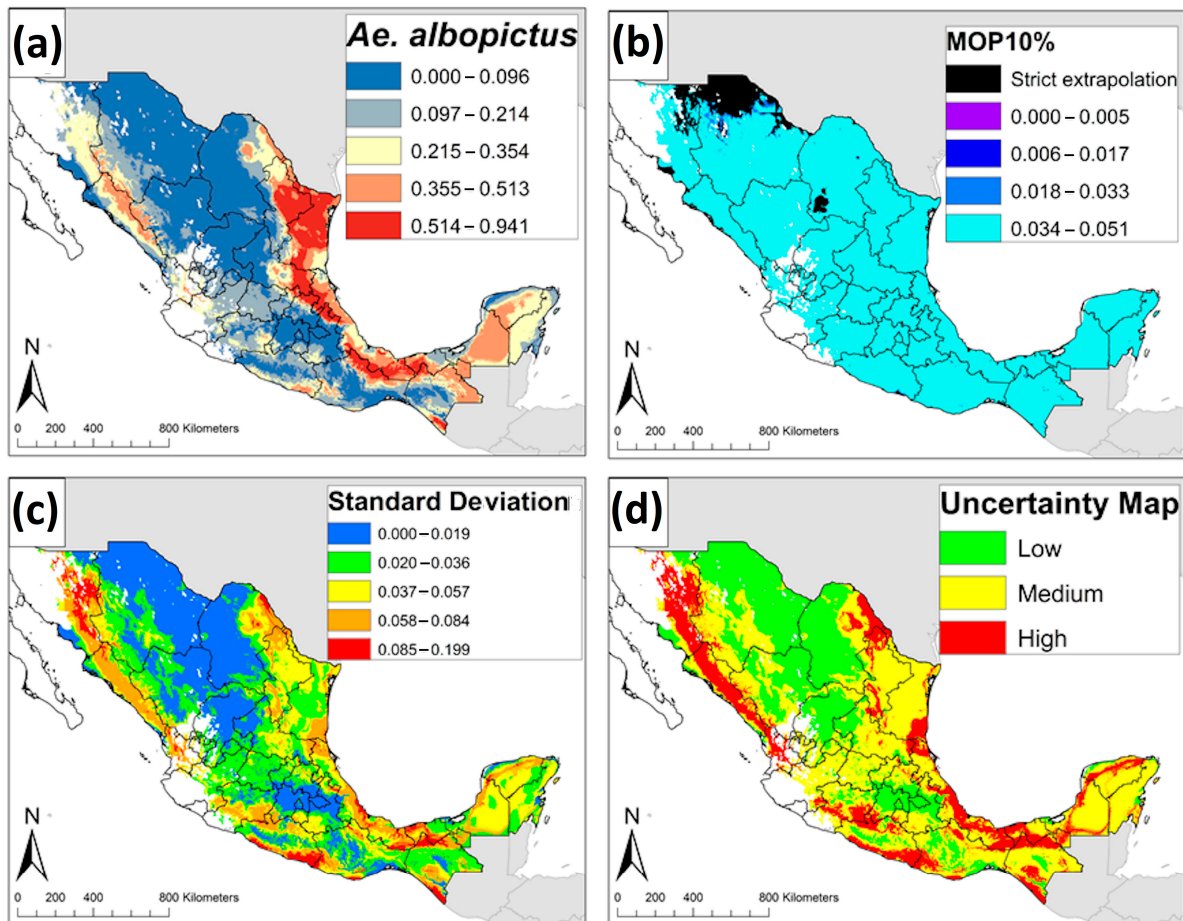 (a)
Ae. albopictus
0.000–0.096
0.097–0.214
0.215–0.354
0.355–0.513
0.514–0.941
N
0 200 400 800 Kilometers
(b)
MOP10%
Strict extrapolation
0.000–0.005
0.006–0.017
0.018–0.033
0.034–0.051
N
0 200 400 800 Kilometers
(c)
Standard Deviation
0.000–0.019
0.020–0.036
0.037–0.057
0.058–0.084
0.085–0.199
N
0 200 400 800 Kilometers
(d)
Uncertainty Map
Low
Medium
High
N
0 200 400 800 Kilometers